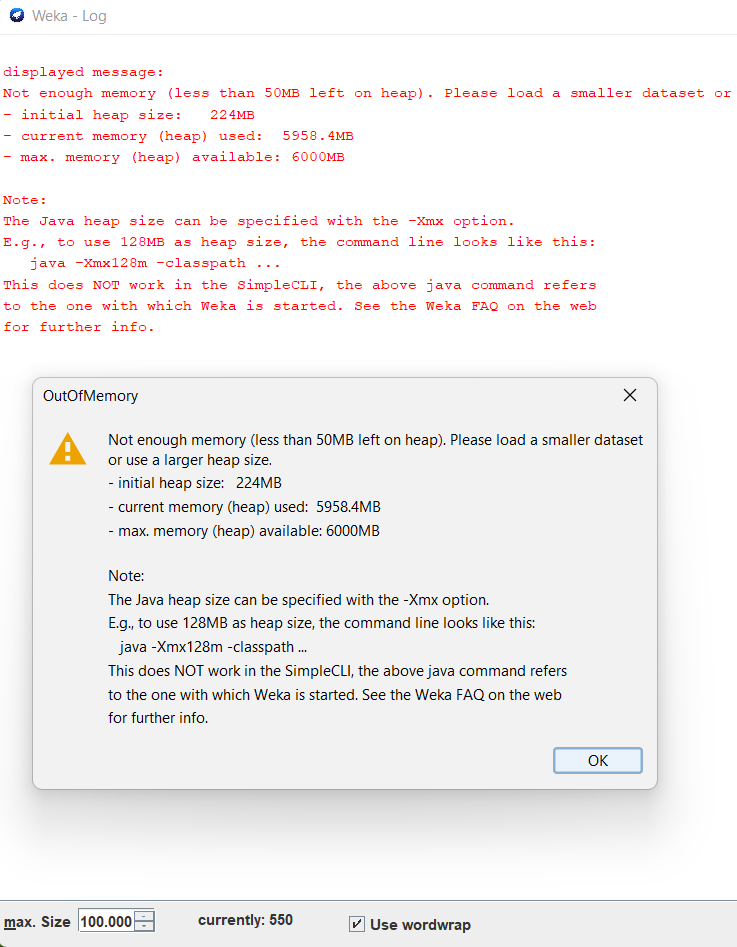 Weka - Log
displayed message:
Not enough memory (less than 50MB left on heap). Please load a smaller dataset or
- initial heap size:   224MB
- current memory (heap) used:  5958.4MB
- max. memory (heap) available: 6000MB
Note:
The Java heap size can be specified with the -Xmx option.
E.g., to use 128MB as heap size, the command line looks like this:
java -Xmx128m -classpath ...
This does NOT work in the SimpleCLI, the above java command refers
to the one with which Weka is started. See the Weka FAQ on the web
for further info.
OutOfMemory
Not enough memory (less than 50MB left on heap). Please load a smaller dataset
or use a larger heap size.
- initial heap size:   224MB
- current memory (heap) used:  5958.4MB
- max. memory (heap) available: 6000MB
Note:
The Java heap size can be specified with the -Xmx option.
E.g., to use 128MB as heap size, the command line looks like this:
java -Xmx128m -classpath ...
This does NOT work in the SimpleCLI, the above java command refers
to the one with which Weka is started. See the Weka FAQ on the web
for further info.
OK
max. Size 100.000 currently: 550 Use wordwrap